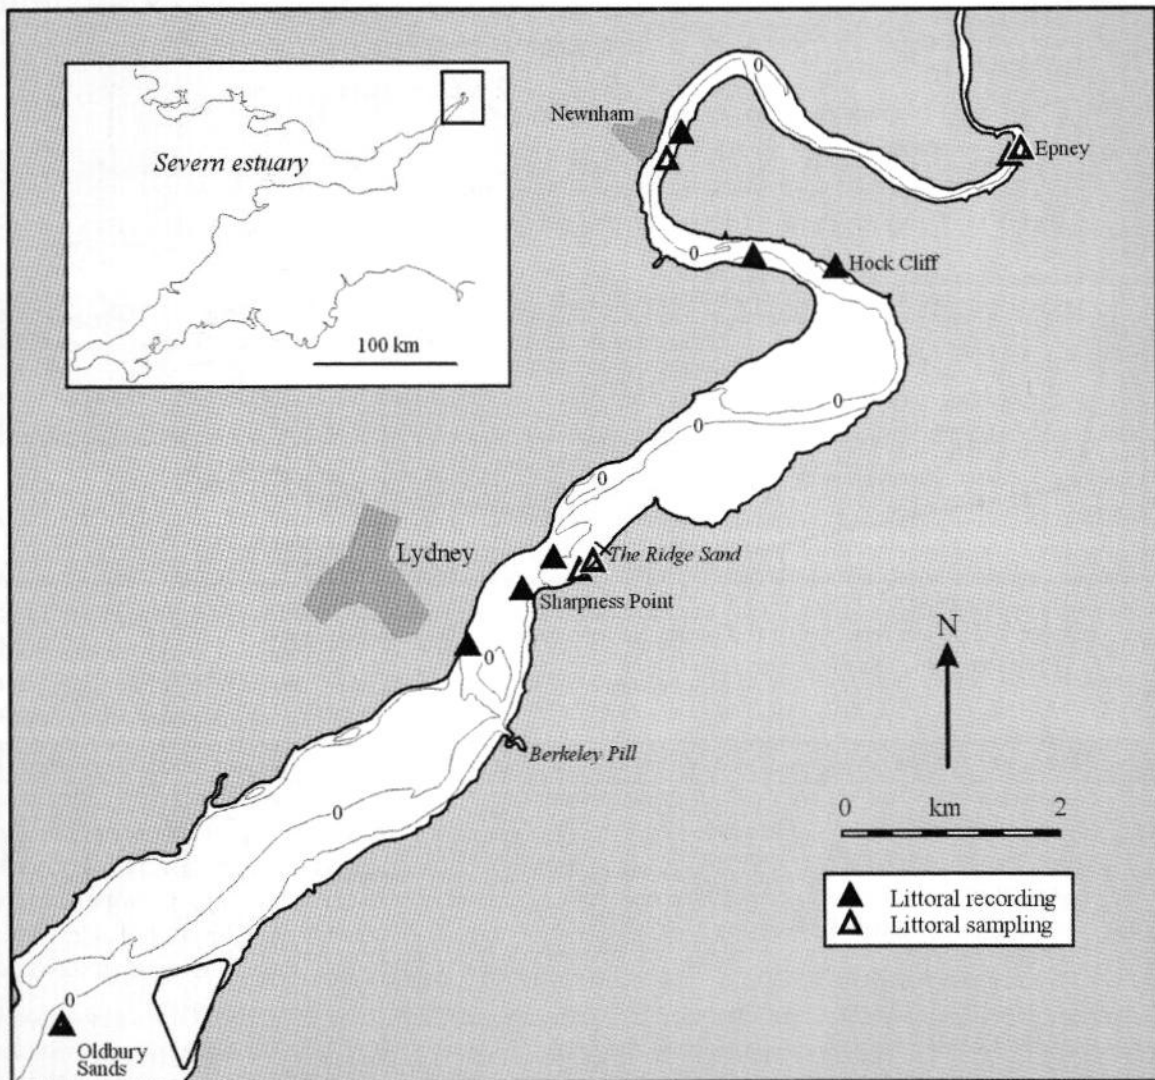 Severn estuary
100 km
Newnham
0
Epney
0
Hock Cliff
0
0
0
Lydney
The Ridge Sand
Sharpness Point
0
N
Berkeley Pill
0 km 2
0
Littoral recording
Littoral sampling
0
Oldbury
Sands